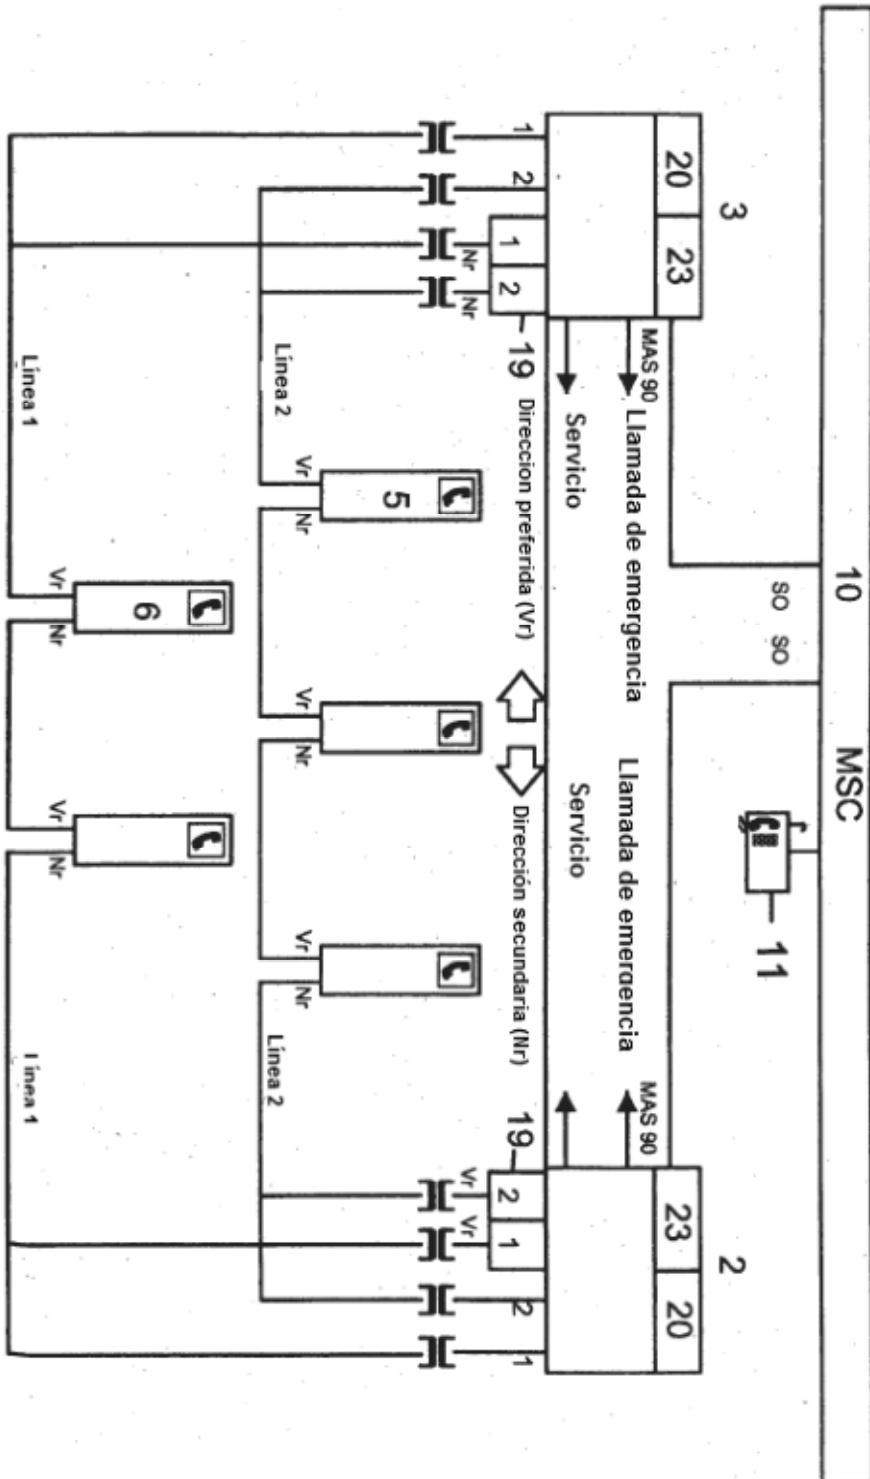 10 MSC
SO SO
11
3
2
20 23
23 20
MAS 90
MAS 90
Llamada de emergencia
Llamada de emergencia
Servicio
Servicio
1 2 1 2
2 1 2 1
19
19
Direccion preferida (Vr)
Dirección secundaria (Nr)
Nr Nr
Vr Vr
5
Vr Nr
Vr Nr
Vr Nr
Línea 2
Línea 2
6
Vr Nr
Vr Nr
Línea 1
Línea 1